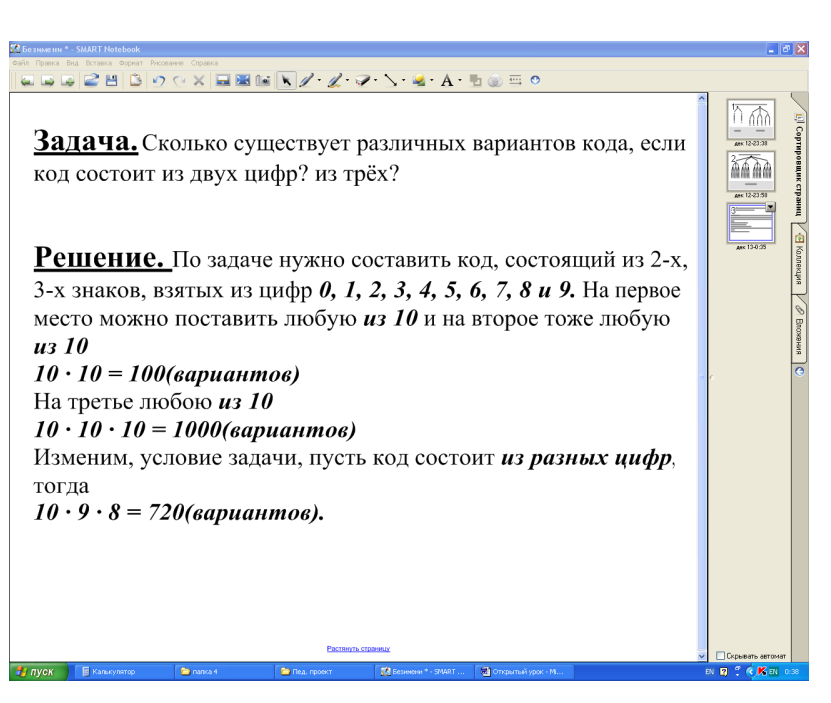 Безимени * - SMART Notebook
Файл Правка Вид Вставка Формат Рисование Справка
Задача. Сколько существует различных вариантов кода, если
код состоит из двух цифр? из трёх?
Решение. По задаче нужно составить код, состоящий из 2-х,
3-х знаков, взятых из цифр 0, 1, 2, 3, 4, 5, 6, 7, 8 и 9. На первое
место можно поставить любую из 10 и на второе тоже любую
из 10
10 · 10 = 100(вариантов)
На третье любою из 10
10 · 10 · 10 = 1000(вариантов)
Изменим, условие задачи, пусть код состоит из разных цифр,
тогда
10 · 9 · 8 = 720(вариантов).
Растянуть страницу
1
дек 12-23:38
2
дек 12-23:58
3
дек 13-0:35
Сортировщик страниц
Коллекция
Вложения
Скрывать автомат
пуск
Калькулятор
папка 4
Пед. проект
Безимени * - SMART ...
Открытый урок - Mi...
EN
EN
0:38